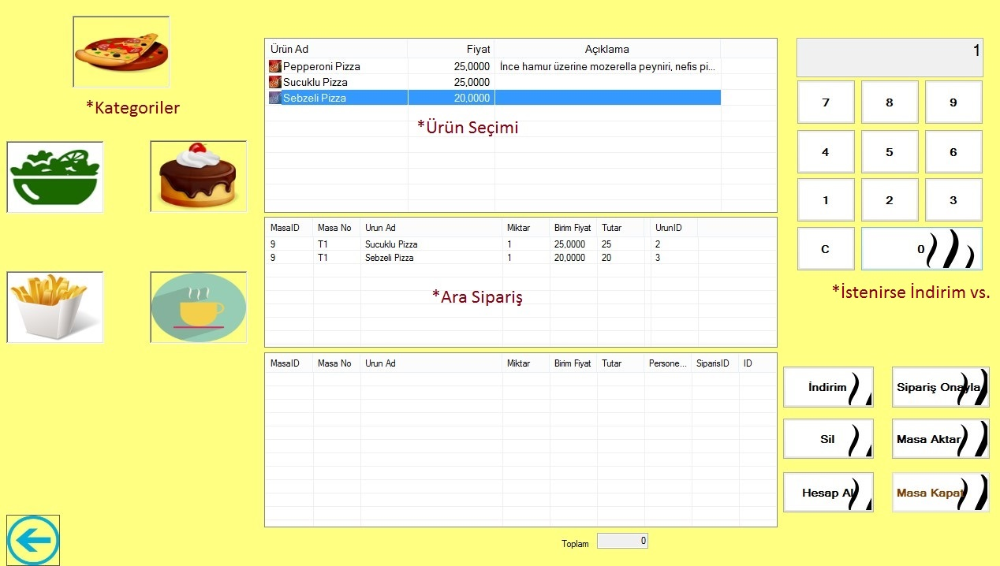 *Kategoriler
Ürün Ad Fiyat Açıklama
Pepperoni Pizza 25,0000 İnce hamur üzerine mozerella peyniri, nefis pi...
Sucuklu Pizza 25,0000
Sebzeli Pizza 20,0000
*Ürün Seçimi
MasaID Masa No Urun Ad Miktar Birim Fiyat Tutar UrunID
9 T1 Sucuklu Pizza 1 25,0000 25 2
9 T1 Sebzeli Pizza 1 20,0000 20 3
*Ara Sipariş
MasaID Masa No Urun Ad Miktar Birim Fiyat Tutar Persone... SiparisID ID
Toplam 0
1
7 8 9
4 5 6
1 2 3
C 0
*İstenirse İndirim vs.
İndirim Sipariş Onayla
Sil Masa Aktar
Hesap Al Masa Kapat